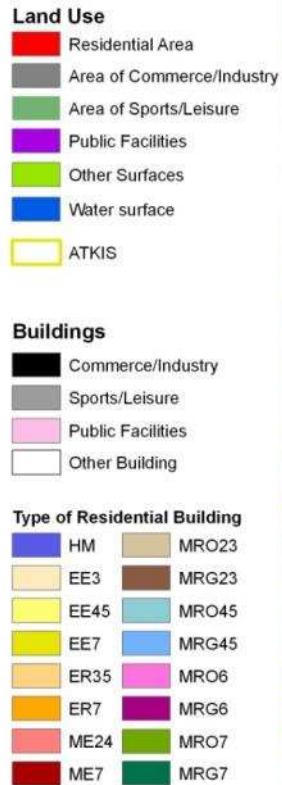 Land Use
Residential Area
Area of Commerce/Industry
Area of Sports/Leisure
Public Facilities
Other Surfaces
Water surface
ATKIS
Buildings
Commerce/Industry
Sports/Leisure
Public Facilities
Other Building
Type of Residential Building
HM MRO23
EE3 MRG23
EE45 MRO45
EE7 MRG45
ER35 MRO6
ER7 MRG6
ME24 MRO7
ME7 MRG7